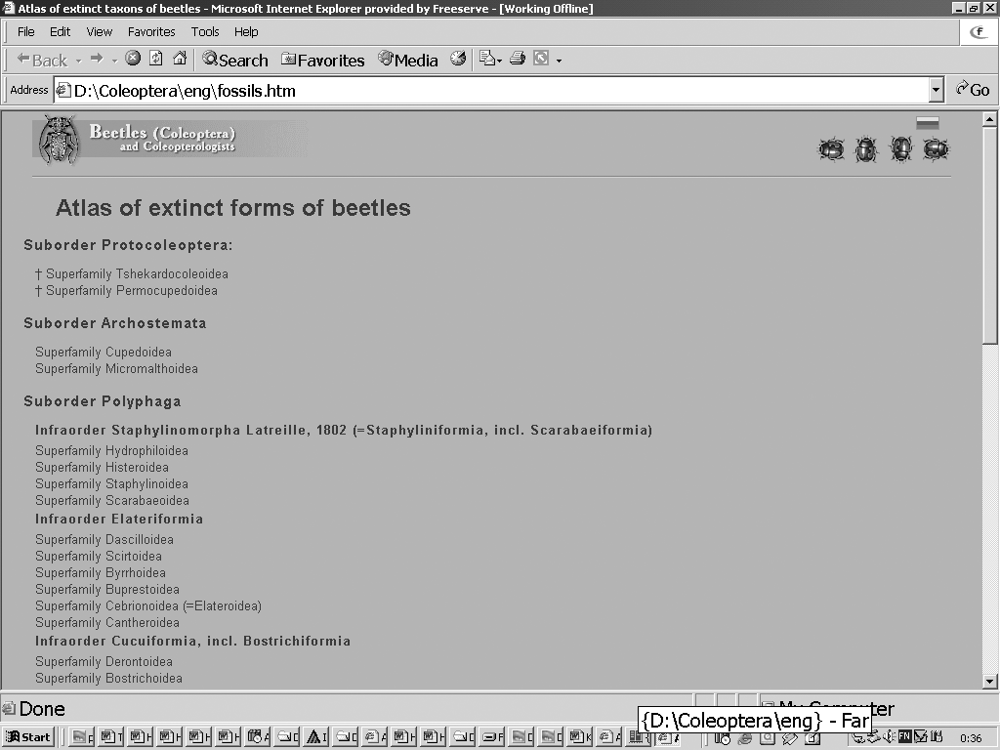 Atlas of extinct taxons of beetles - Microsoft Internet Explorer provided by Freeserve - [Working Offline]
File Edit View Favorites Tools Help
Back Search Favorites Media
Address D:\Coleoptera\eng\fossils.htm Go
Beetles (Coleoptera)
and Coleopterologists
Atlas of extinct forms of beetles
Suborder Protocoleoptera:
† Superfamily Tshekardocoleoidea
† Superfamily Permocupedoidea
Suborder Archostemata
Superfamily Cupedoidea
Superfamily Micromalthoidea
Suborder Polyphaga
Infraorder Staphylinomorpha Latreille, 1802 (=Staphyliniformia, incl. Scarabaeiformia)
Superfamily Hydrophiloidea
Superfamily Histeroidea
Superfamily Staphylinoidea
Superfamily Scarabaeoidea
Infraorder Elateriformia
Superfamily Dascilloidea
Superfamily Scirtoidea
Superfamily Byrrhoidea
Superfamily Buprestoidea
Superfamily Cebrionoidea (=Elateroidea)
Superfamily Cantheroidea
Infraorder Cucuiformia, incl. Bostrichiformia
Superfamily Derontoidea
Superfamily Bostrichoidea
Done My Computer
{D:\Coleoptera\eng} - Far
Start EN 0:36